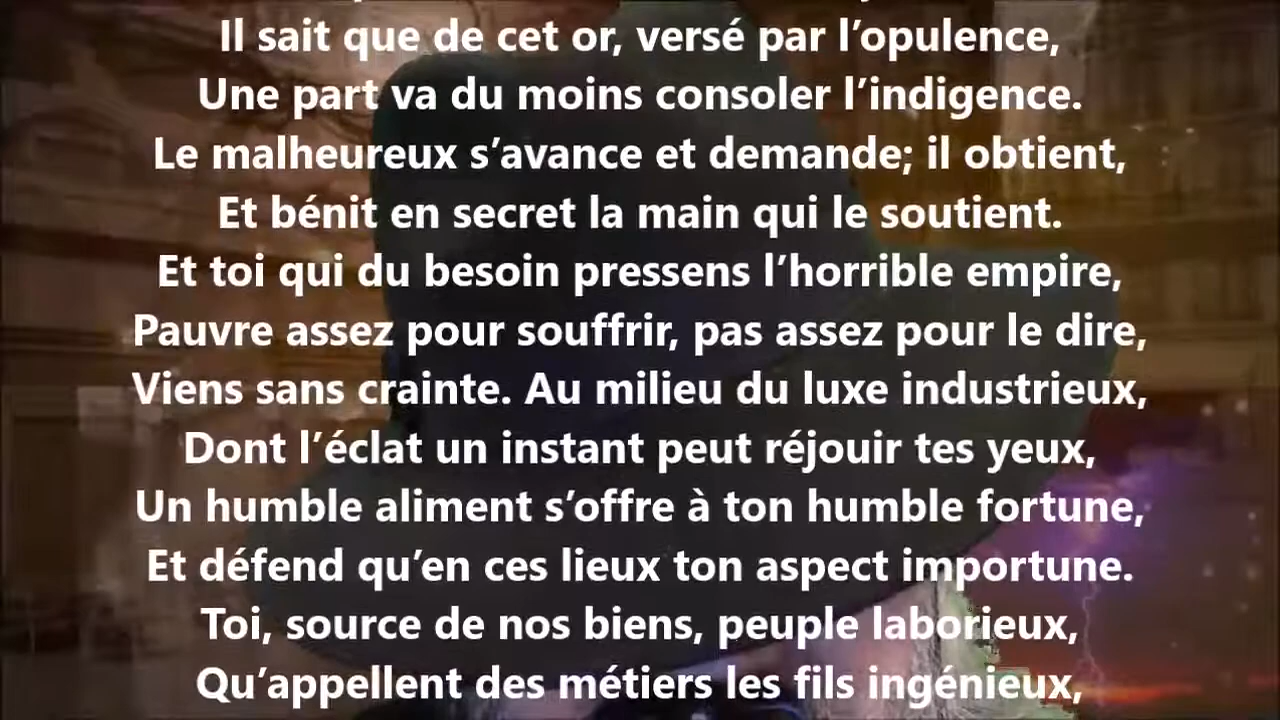 Il sait que de cet or, versé par l’opulence,
Une part va du moins consoler l’indigence.
Le malheureux s’avance et demande; il obtient,
Et bénit en secret la main qui le soutient.
Et toi qui du besoin pressens l’horrible empire,
Pauvre assez pour souffrir, pas assez pour le dire,
Viens sans crainte. Au milieu du luxe industrieux,
Dont l’éclat un instant peut réjouir tes yeux,
Un humble aliment s’offre à ton humble fortune,
Et défend qu’en ces lieux ton aspect importune.
Toi, source de nos biens, peuple laborieux,
Qu’appellent des métiers les fils ingénieux,